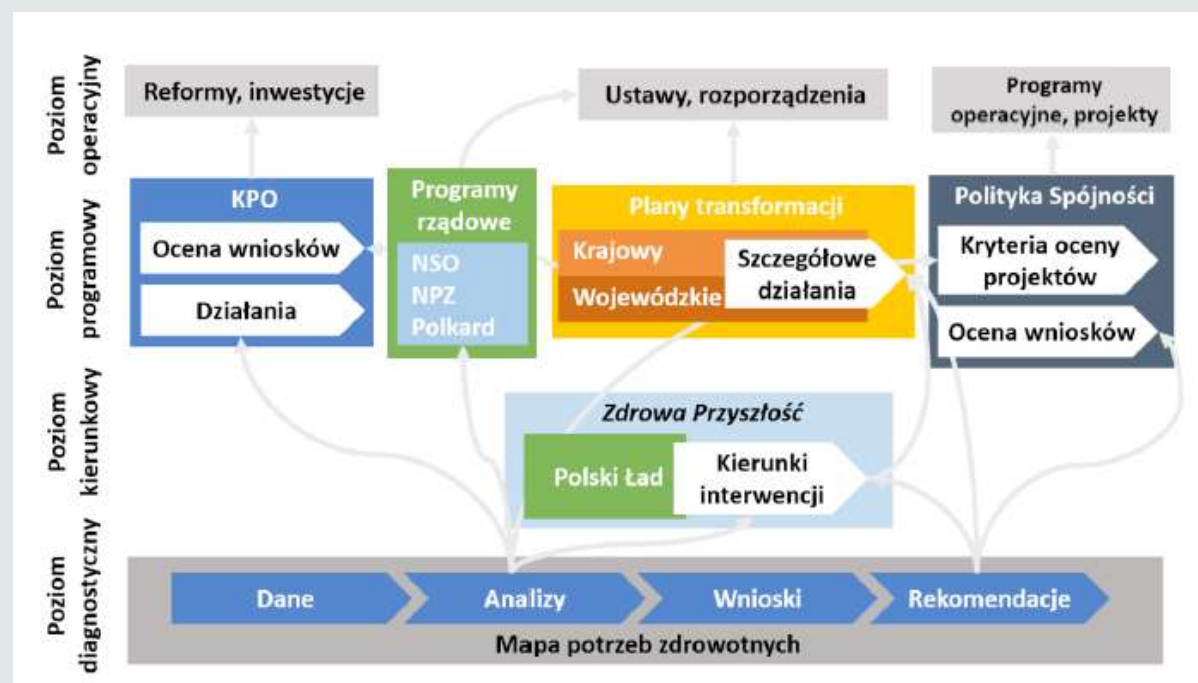 Poziom
operacyjny
Reformy, inwestycje
Ustawy, rozporządzenia
Programy
operacyjne, projekty
Poziom
programowy
KPO
Ocena wniosków
Działania
Programy
rządowe
NSO
NPZ
Polkard
Plany transformacji
Krajowy
Wojewódzkie
Szczegółowe
działania
Polityka Spójności
Kryteria oceny
projektów
Ocena wniosków
Poziom
kierunkowy
Zdrowa Przyszłość
Polski Ład
Kierunki
interwencji
Poziom
diagnostyczny
Dane
Analizy
Wnioski
Rekomendacje
Mapa potrzeb zdrowotnych